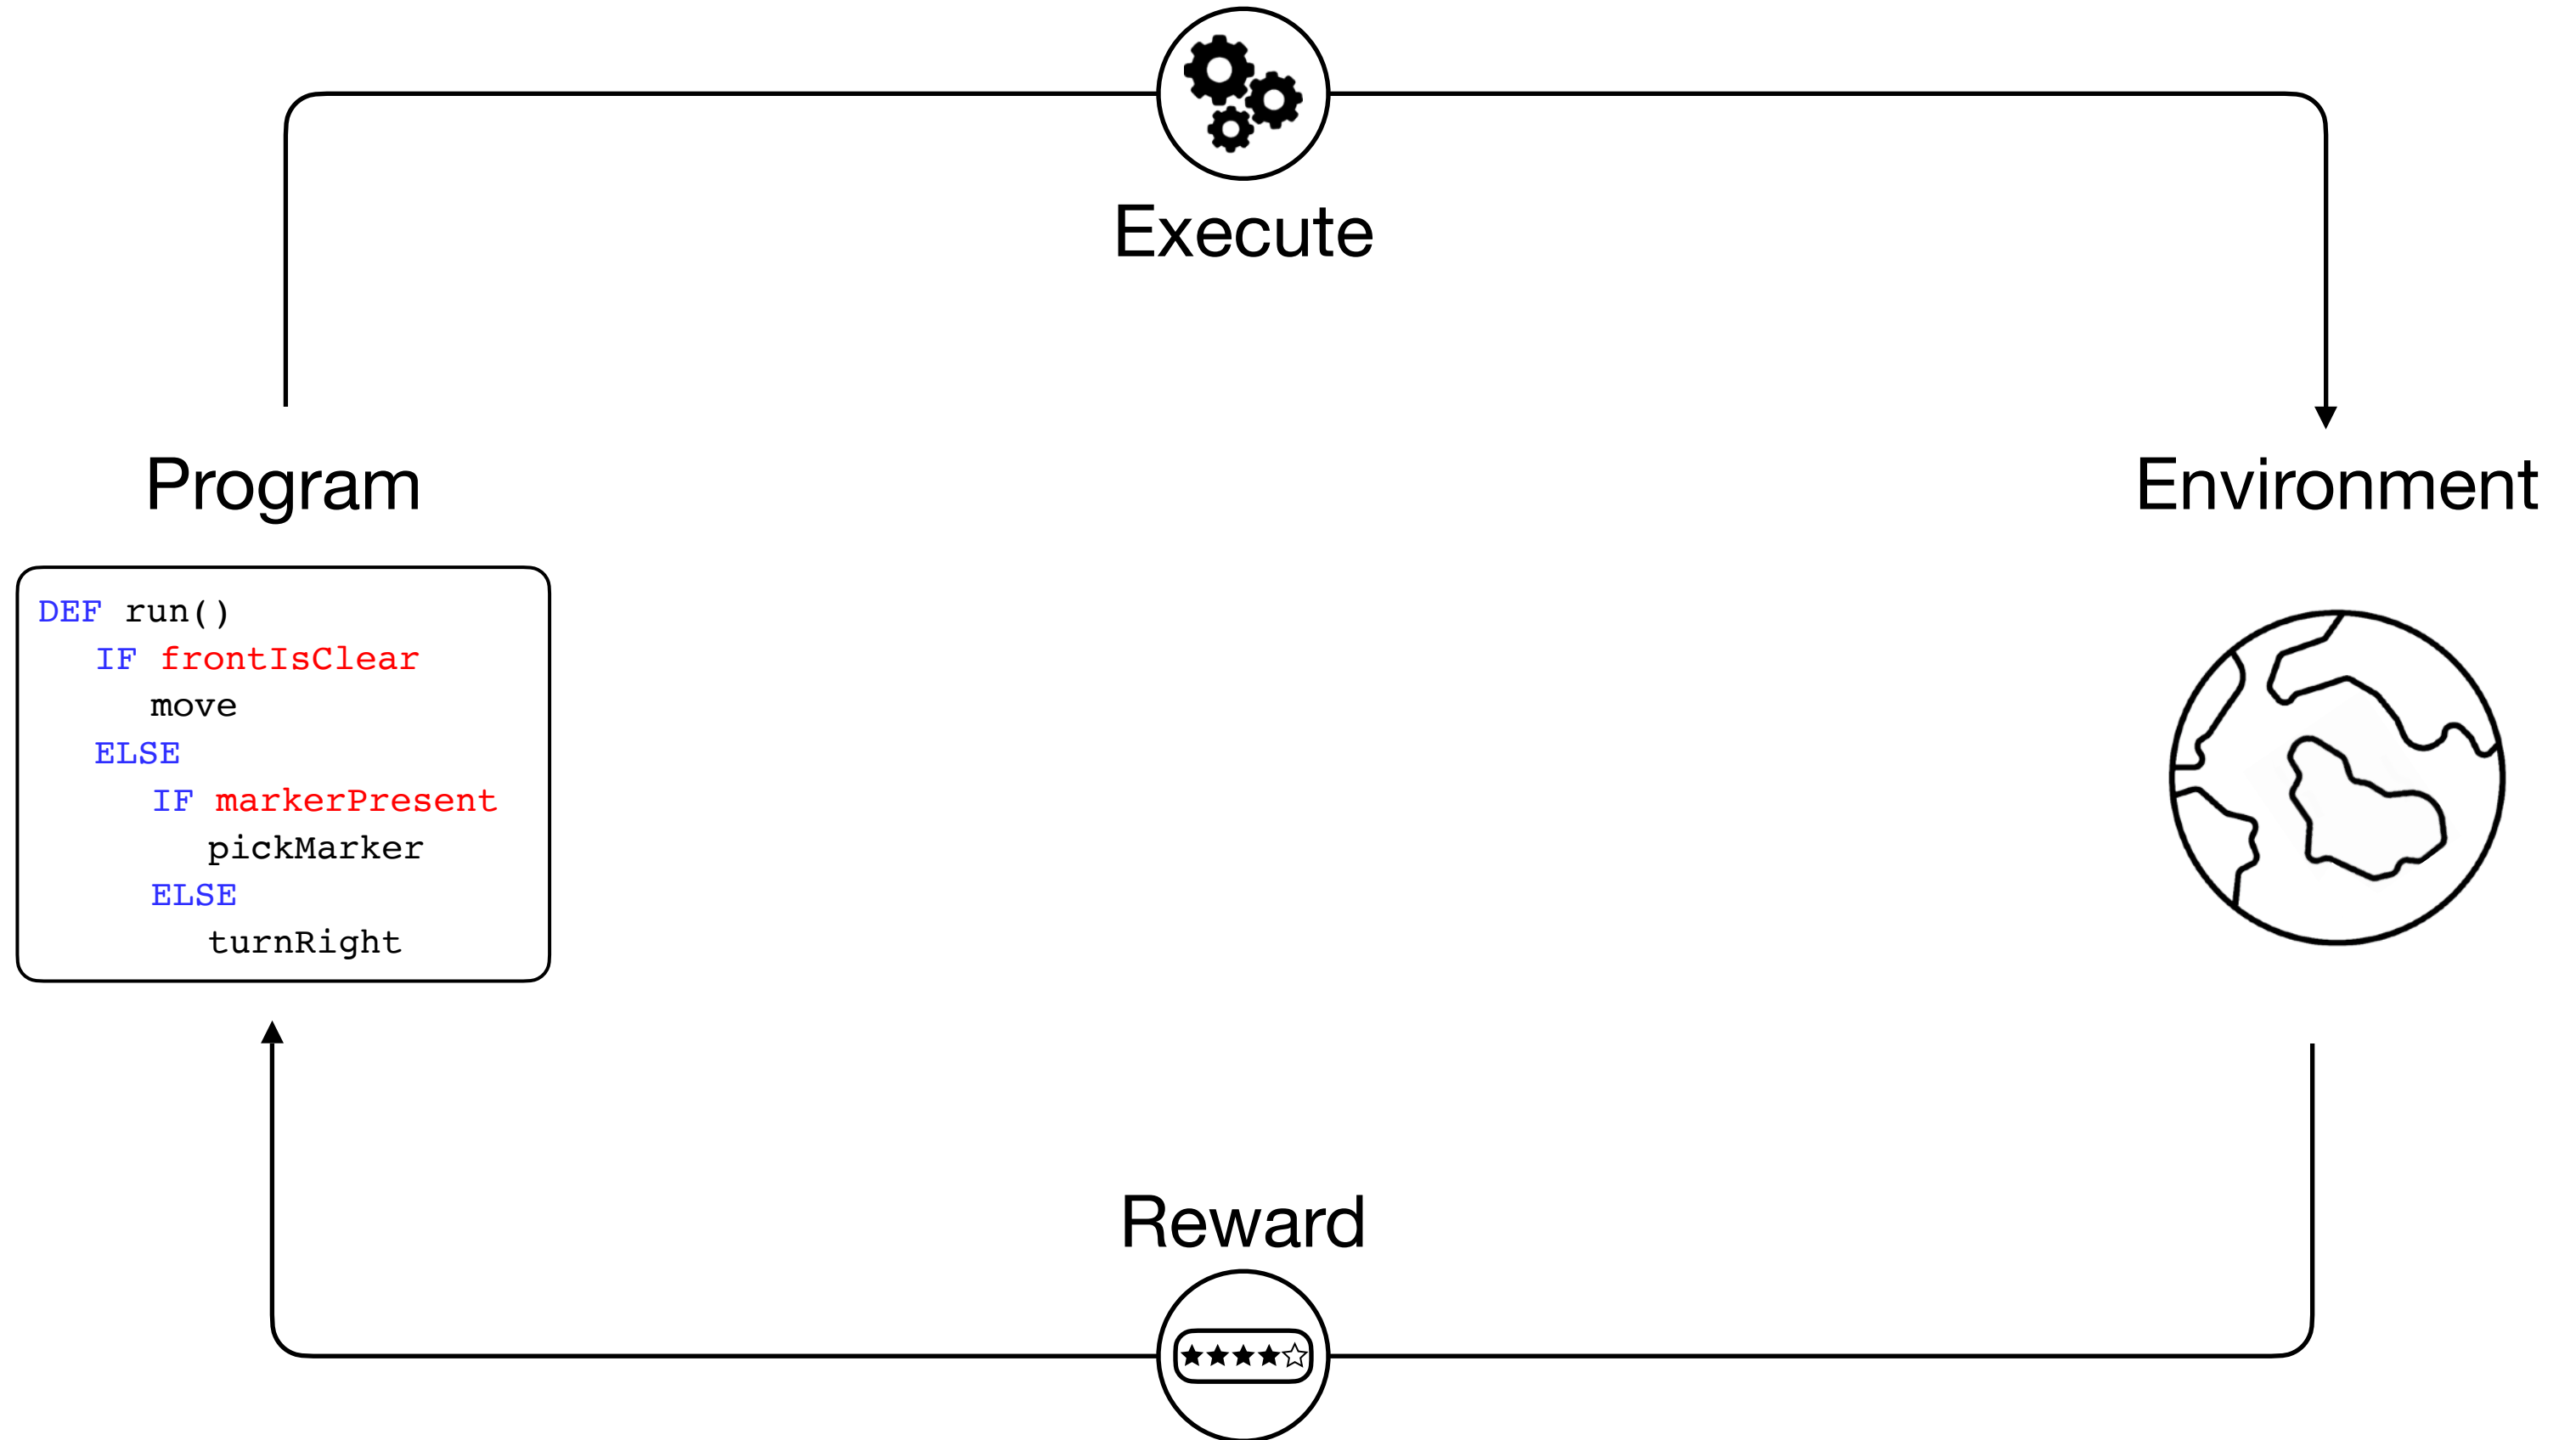 Execute
Program
Environment
DEF run()
IF frontIsClear
move
ELSE
IF markerPresent
pickMarker
ELSE
turnRight
Reward